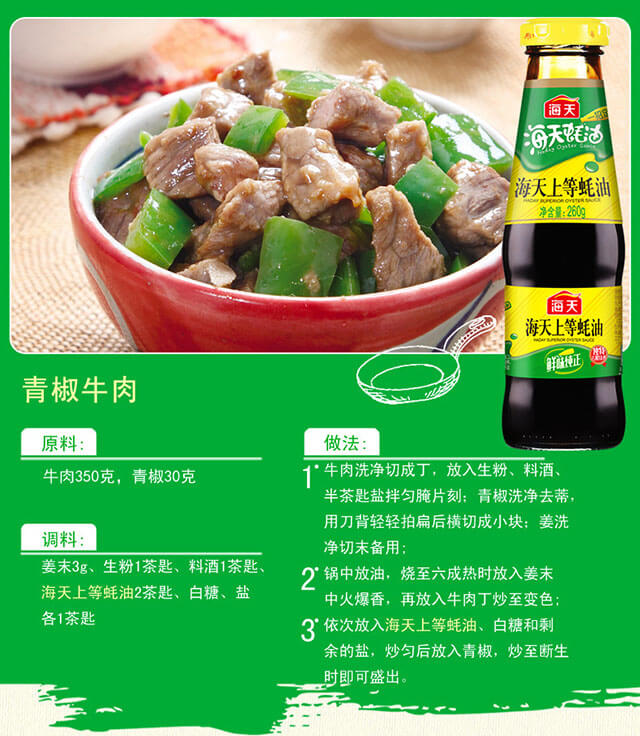 海天
海天蚝油
Haday Oyster Sauce
海天上等蚝油
HADAY SUPERIOR OYSTER SAUCE
净含量:260g
海天
海天上等蚝油
HADAY SUPERIOR OYSTER SAUCE
鲜味纯正
青椒牛肉
原料:
牛肉350克，青椒30克
调料:
姜末3g、生粉1茶匙、料酒1茶匙、
海天上等蚝油2茶匙、白糖、盐
各1茶匙
做法:
1 牛肉洗净切成丁，放入生粉、料酒、
半茶匙盐拌匀腌片刻；青椒洗净去蒂，
用刀背轻轻拍扁后横切成小块；姜洗
净切末备用;
2 锅中放油，烧至六成热时放入姜末
中火爆香，再放入牛肉丁炒至变色;
3 依次放入海天上等蚝油、白糖和剩
余的盐，炒匀后放入青椒，炒至断生
时即可盛出。